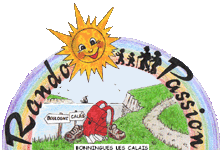 Rando Passion
BOULOGNE CALAIS
BONNINGUES LES CALAIS